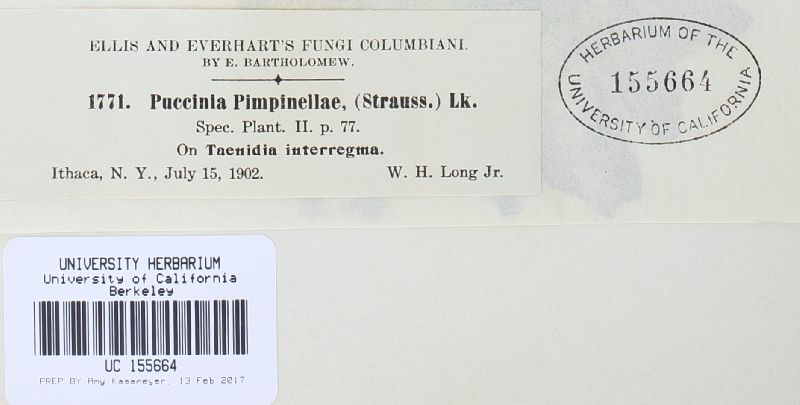 ELLIS AND EVERHART'S FUNGI COLUMBIANI.
BY E. BARTHOLOMEW.
1771. Puccinia Pimpinellae, (Strauss.) Lk.
Spec. Plant. II. p. 77.
On Taenidia interregma.
Ithaca, N. Y., July 15, 1902. W. H. Long Jr.
HERBARIUM OF THE
155664
UNIVERSITY OF CALIFORNIA
UNIVERSITY HERBARIUM
University of California
Berkeley
UC 155664
PREP BY Amy Kasameyer, 13 Feb 2017